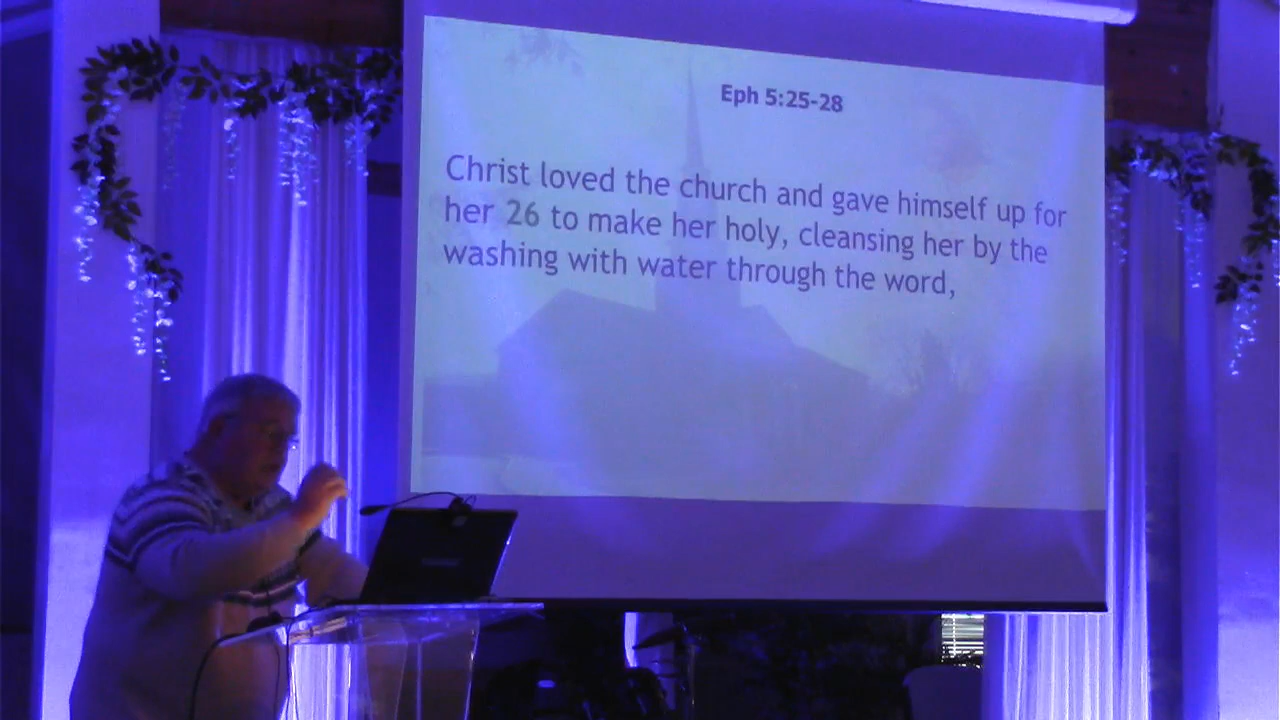 Eph 5:25-28
Christ loved the church and gave himself up for
her 26 to make her holy, cleansing her by the
washing with water through the word,